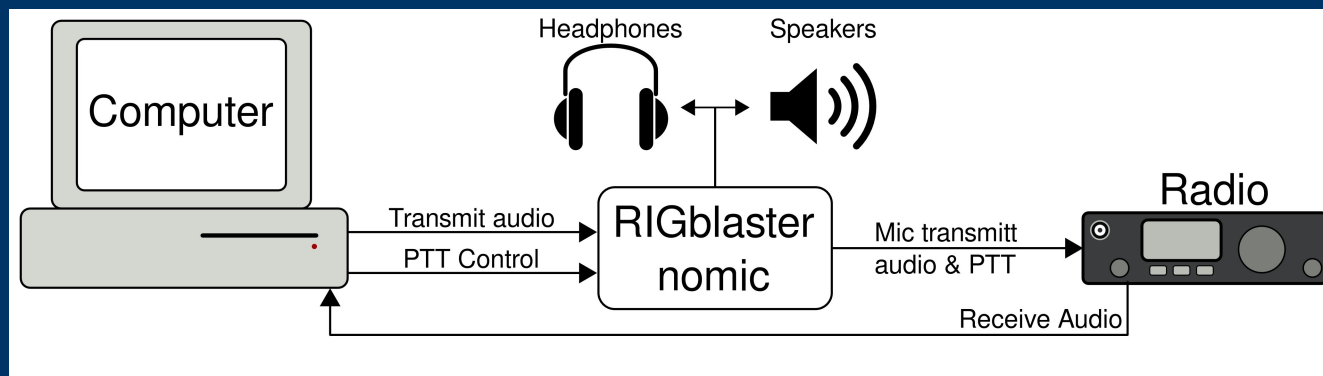 Headphones
Speakers
Computer
Radio
Transmit audio
RIGblaster
nomic
Mic transmitt
audio & PTT
PTT Control
Receive Audio